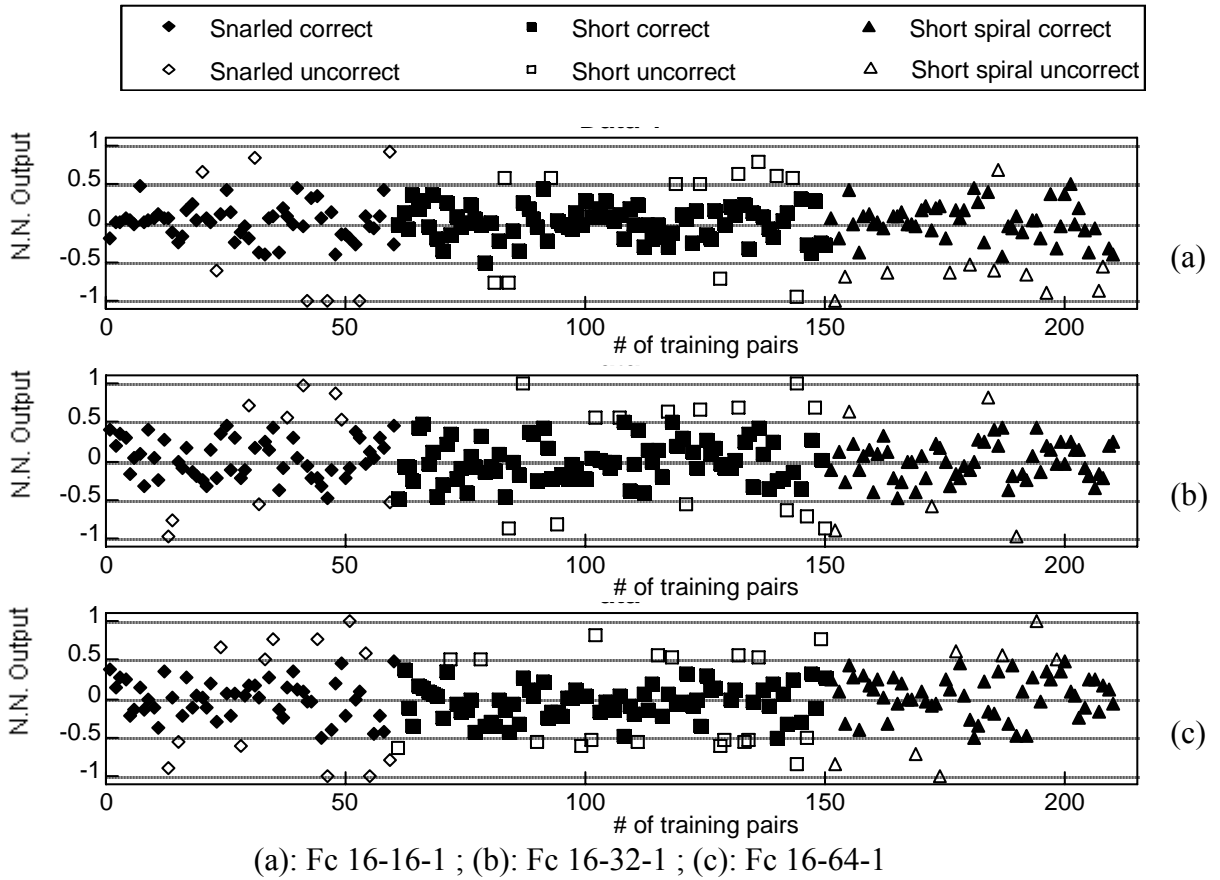 Snarled correct
Short correct
Short spiral correct
Snarled uncorrect
Short uncorrect
Short spiral uncorrect
N.N. Output
1
0.5
0
-0.5
-1
0
50
100
150
200
# of training pairs
(a)
N.N. Output
1
0.5
0
-0.5
-1
0
50
100
150
200
# of training pairs
(b)
N.N. Output
1
0.5
0
-0.5
-1
0
50
100
150
200
# of training pairs
(c)
(a): Fc 16-16-1 ; (b): Fc 16-32-1 ; (c): Fc 16-64-1